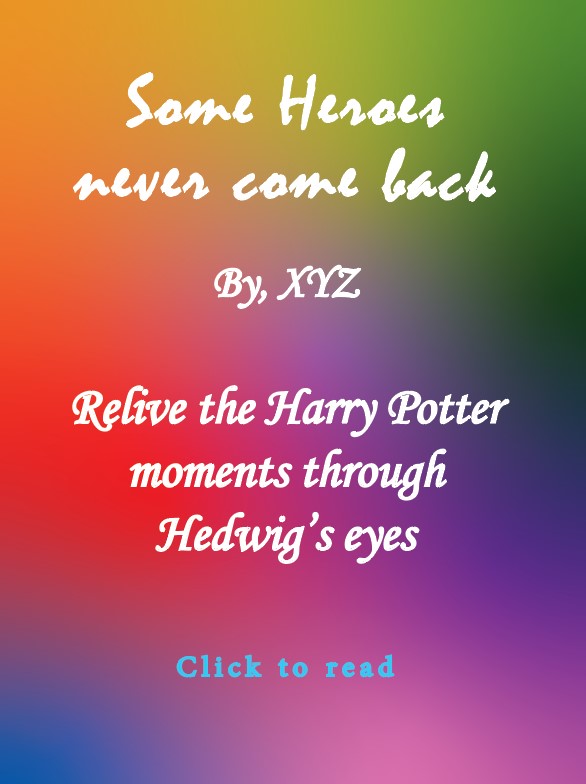 Some Heroes
never come back
By, XYZ
Relive the Harry Potter
moments through
Hedwig’s eyes
Click to read